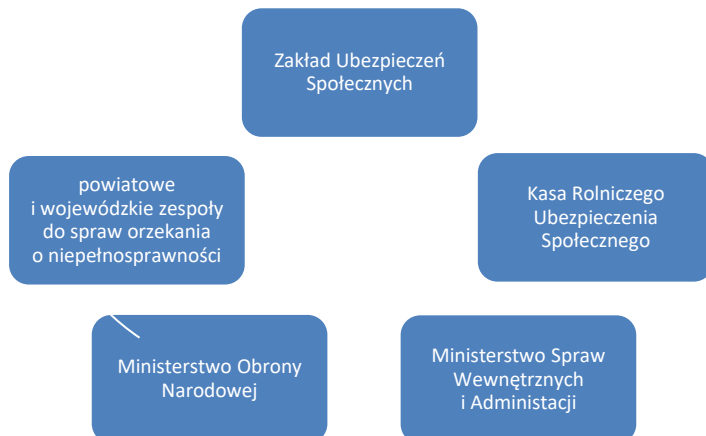 Zakład Ubezpieczeń
Społecznych
powiatowe
i wojewódzkie zespoły
do spraw orzekania
o niepełnosprawności
Kasa Rolniczego
Ubezpieczenia
Społecznego
Ministerstwo Obrony
Narodowej
Ministerstwo Spraw
Wewnętrznych
i Administacji